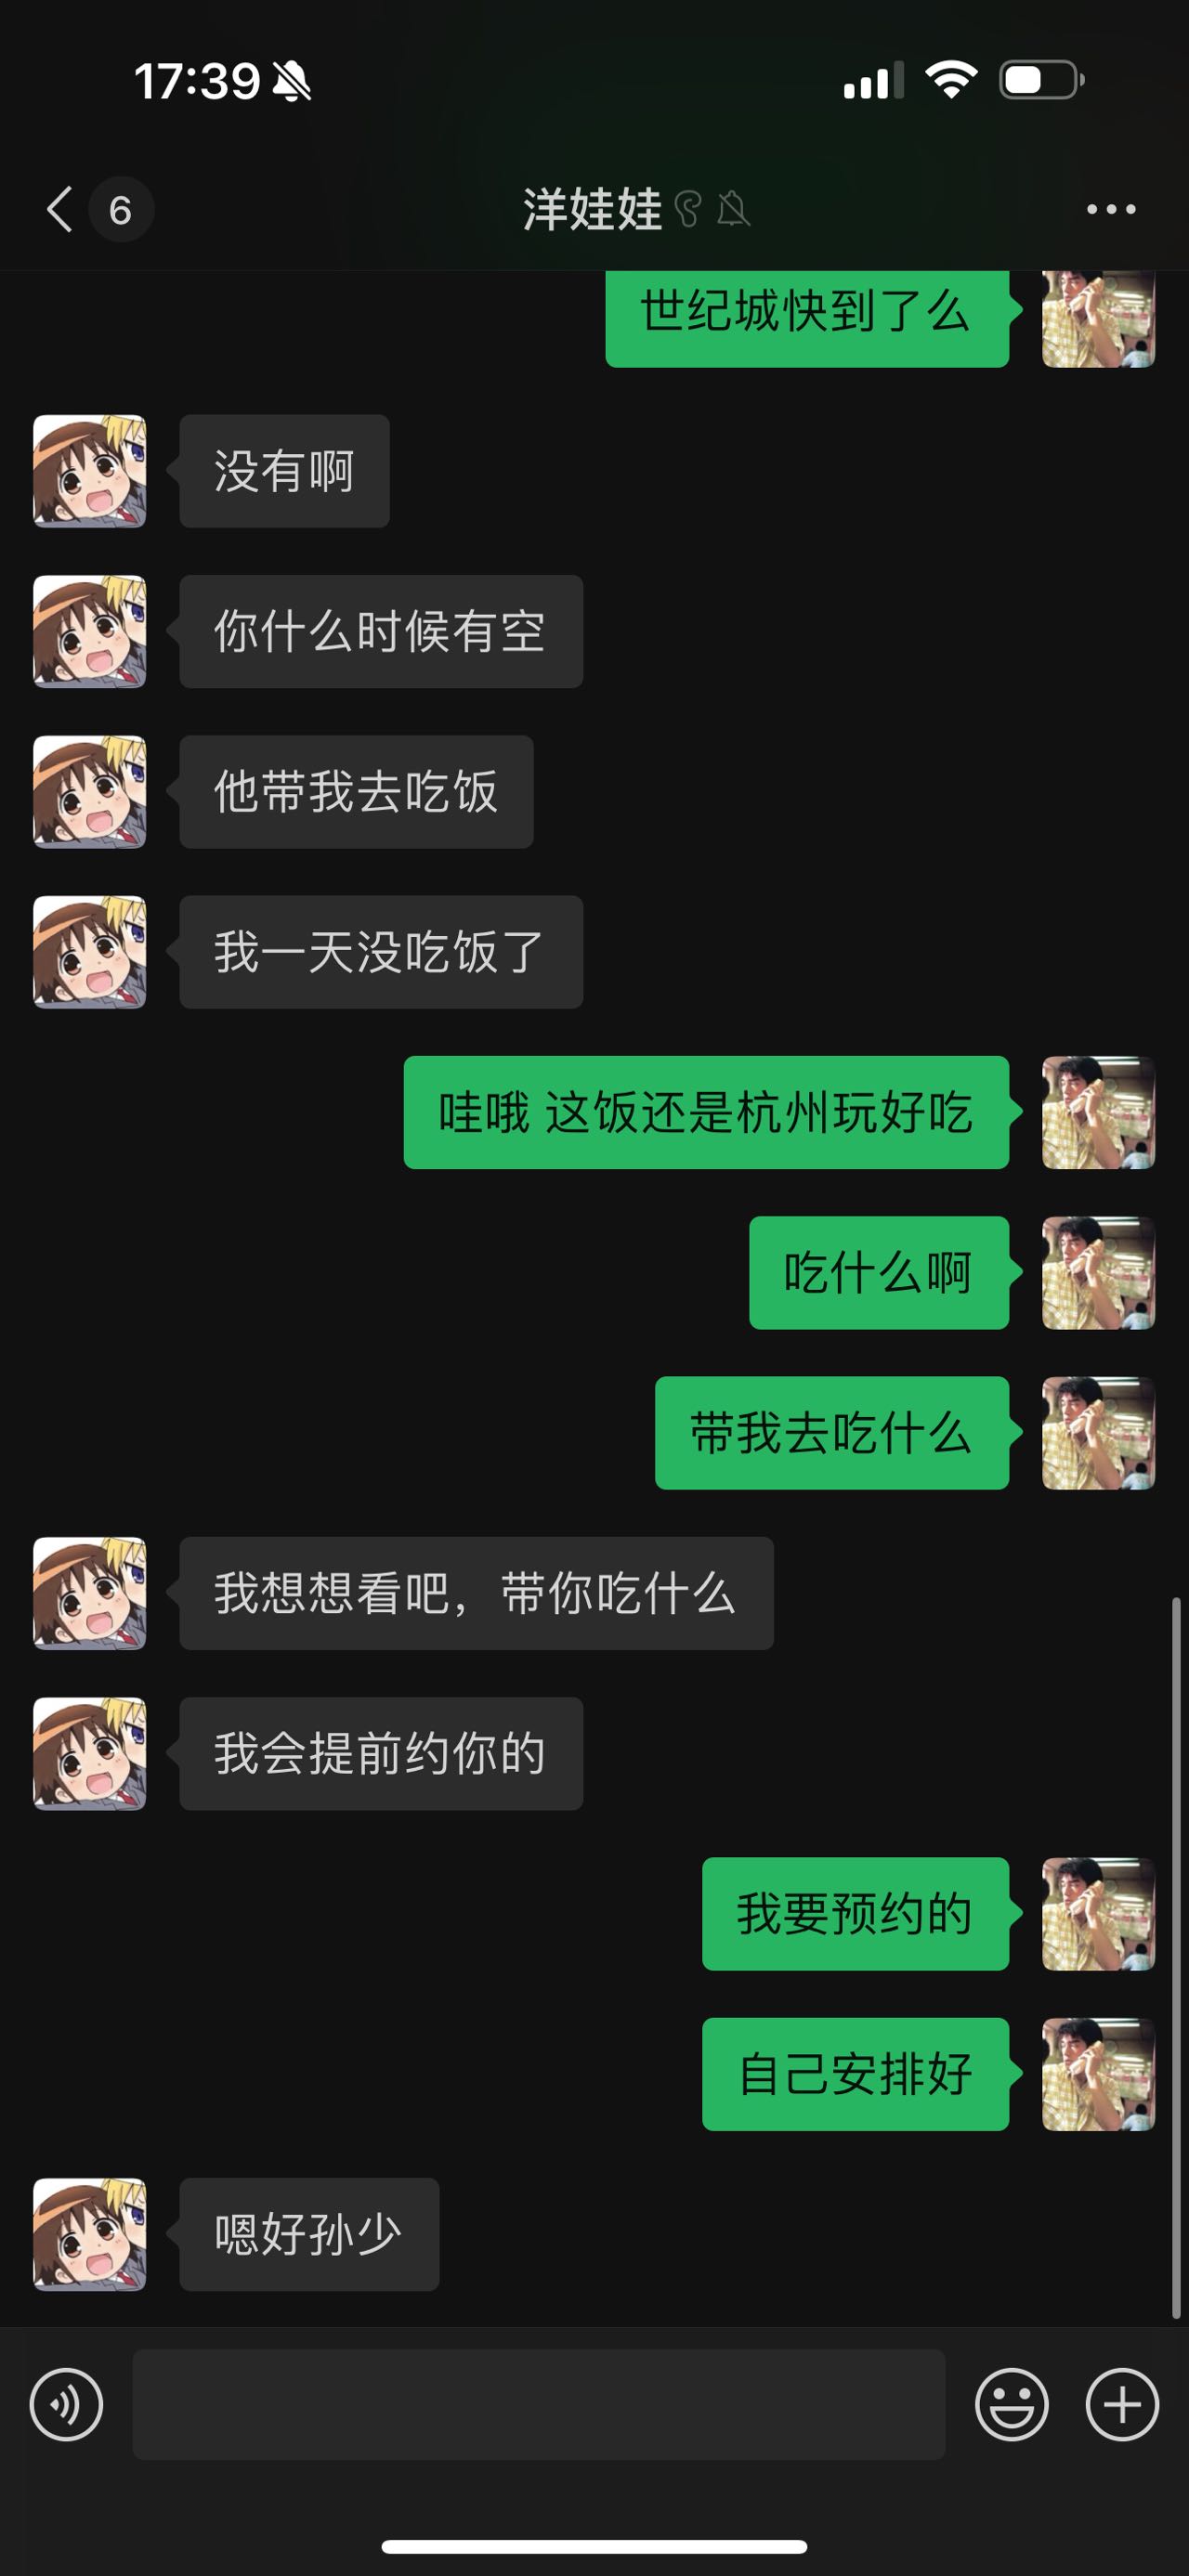 17:39
6
洋娃娃
世纪城快到了么
没有啊
你什么时候有空
他带我去吃饭
我一天没吃饭了
哇哦 这饭还是杭州玩好吃
吃什么啊
带我去吃什么
我想想看吧，带你吃什么
我会提前约你的
我要预约的
自己安排好
嗯好孙少